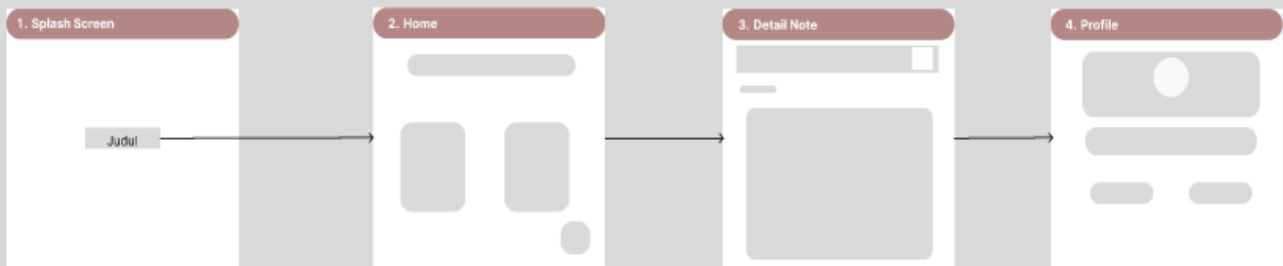 1. Splash Screen
2. Home
3. Detail Note
4. Profile
Judul